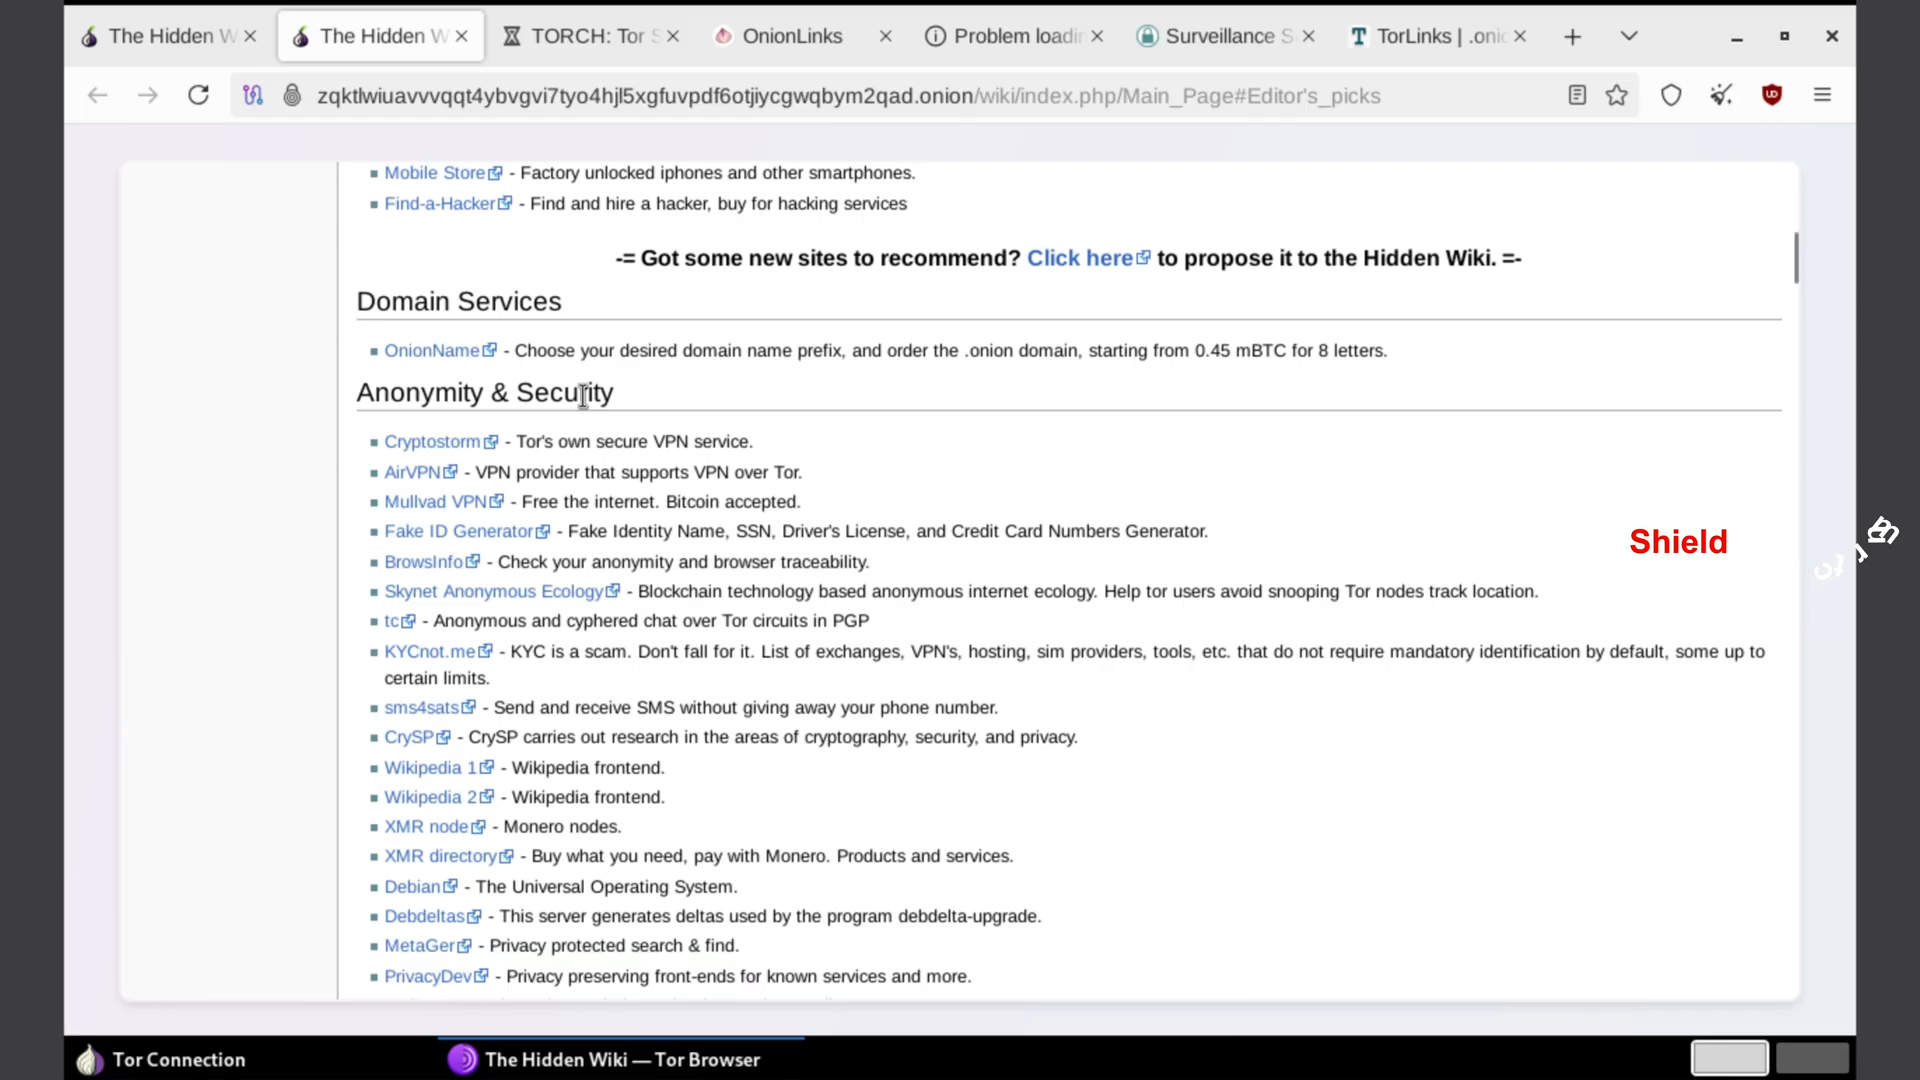 The Hidden W
The Hidden W
TORCH: Tor S
OnionLinks
Problem loadin
Surveillance S
TorLinks | .onio
zqktlwiuavvvqqt4ybvgvi7tyo4hjl5xgfuvpdf6otjiycgwqbym2qad.onion/wiki/index.php/Main_Page#Editor's_picks
Mobile Store - Factory unlocked iphones and other smartphones.
Find-a-Hacker - Find and hire a hacker, buy for hacking services
-= Got some new sites to recommend? Click here to propose it to the Hidden Wiki. =-
Domain Services
OnionName - Choose your desired domain name prefix, and order the .onion domain, starting from 0.45 mBTC for 8 letters.
Anonymity & Security
Cryptostorm - Tor's own secure VPN service.
AirVPN - VPN provider that supports VPN over Tor.
Mullvad VPN - Free the internet. Bitcoin accepted.
Fake ID Generator - Fake Identity Name, SSN, Driver's License, and Credit Card Numbers Generator.
Shield
BrowsInfo - Check your anonymity and browser traceability.
Skynet Anonymous Ecology - Blockchain technology based anonymous internet ecology. Help tor users avoid snooping Tor nodes track location.
tc - Anonymous and cyphered chat over Tor circuits in PGP
KYCnot.me - KYC is a scam. Don't fall for it. List of exchanges, VPN's, hosting, sim providers, tools, etc. that do not require mandatory identification by default, some up to
certain limits.
sms4sats - Send and receive SMS without giving away your phone number.
CrySP - CrySP carries out research in the areas of cryptography, security, and privacy.
Wikipedia 1 - Wikipedia frontend.
Wikipedia 2 - Wikipedia frontend.
XMR node - Monero nodes.
XMR directory - Buy what you need, pay with Monero. Products and services.
Debian - The Universal Operating System.
Debdeltas - This server generates deltas used by the program debdelta-upgrade.
MetaGer - Privacy protected search & find.
PrivacyDev - Privacy preserving front-ends for known services and more.
Tor Connection
The Hidden Wiki — Tor Browser